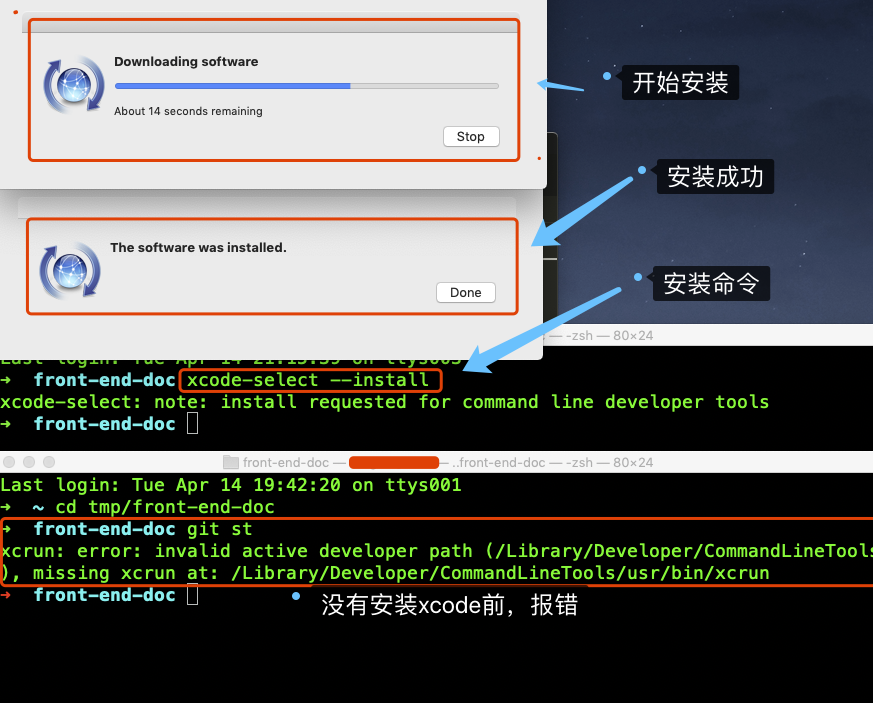 Downloading software
About 14 seconds remaining
Stop
开始安装
安装成功
The software was installed.
Done
安装命令
— -zsh — 80×24
Last login: Tue Apr 14 21:15:59 on ttys003
➜ front-end-doc xcode-select --install
xcode-select: note: install requested for command line developer tools
➜ front-end-doc
front-end-doc — — ..front-end-doc — -zsh — 80×24
Last login: Tue Apr 14 19:42:20 on ttys001
➜ ~ cd tmp/front-end-doc
➜ front-end-doc git st
xcrun: error: invalid active developer path (/Library/Developer/CommandLineTools
), missing xcrun at: /Library/Developer/CommandLineTools/usr/bin/xcrun
➜ front-end-doc
没有安装xcode前，报错